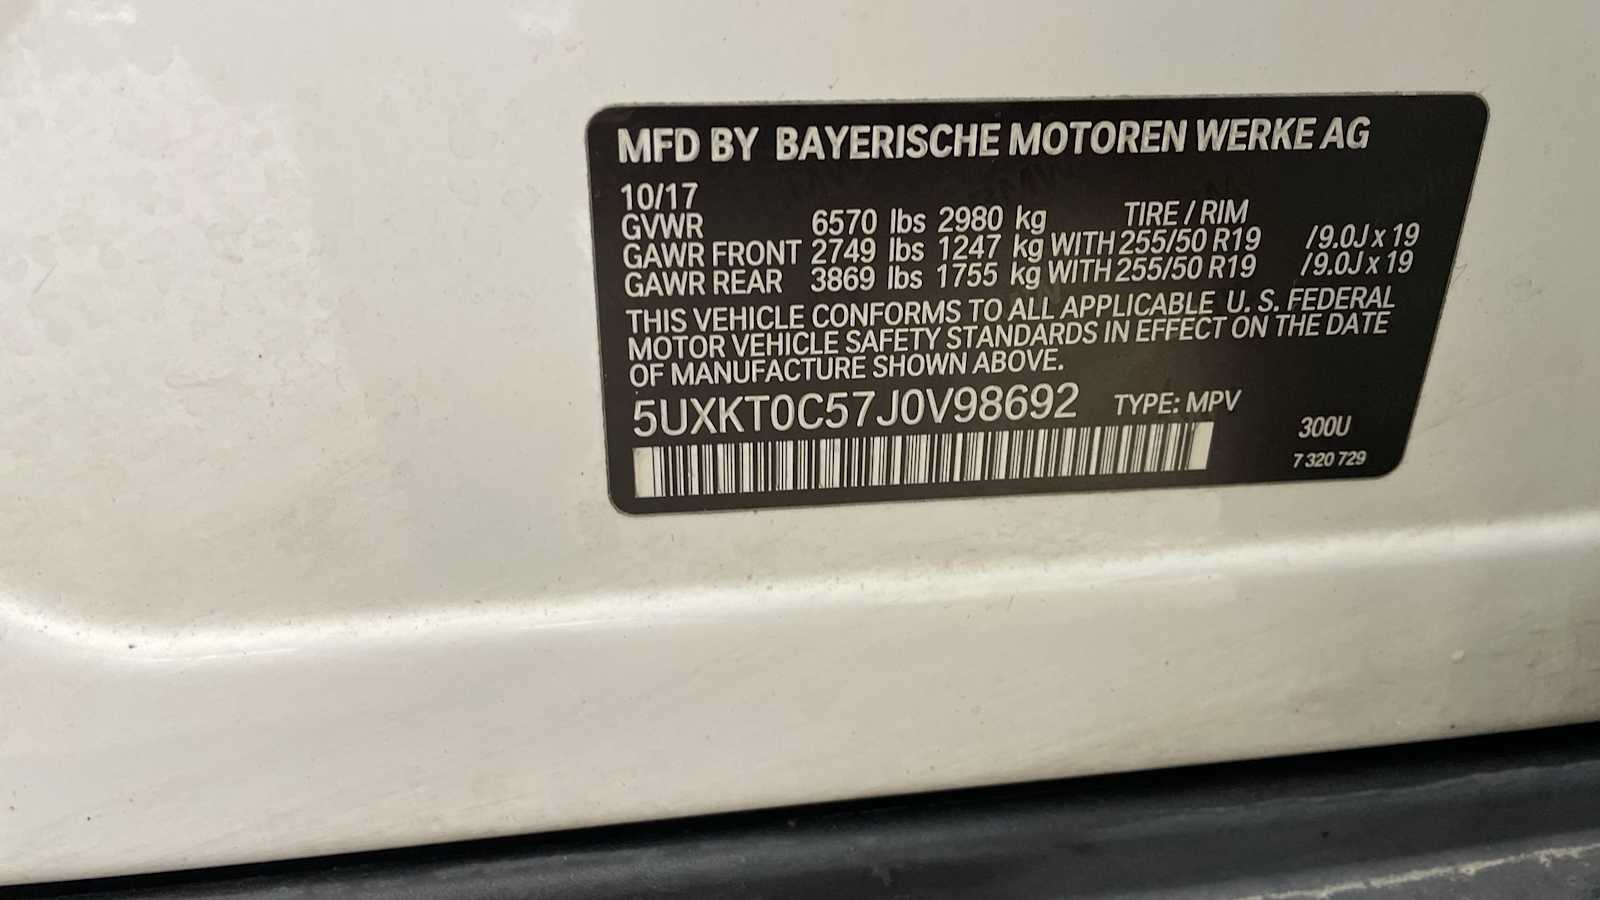 MFD BY BAYERISCHE MOTOREN WERKE AG
10/17
GVWR 6570 lbs 2980 kg TIRE / RIM
GAWR FRONT 2749 lbs 1247 kg WITH 255/50 R19 /9.0J x 19
GAWR REAR 3869 lbs 1755 kg WITH 255/50 R19 /9.0J x 19
THIS VEHICLE CONFORMS TO ALL APPLICABLE U. S. FEDERAL
MOTOR VEHICLE SAFETY STANDARDS IN EFFECT ON THE DATE
OF MANUFACTURE SHOWN ABOVE.
5UXKT0C57J0V98692 TYPE: MPV
300U
7 320 729